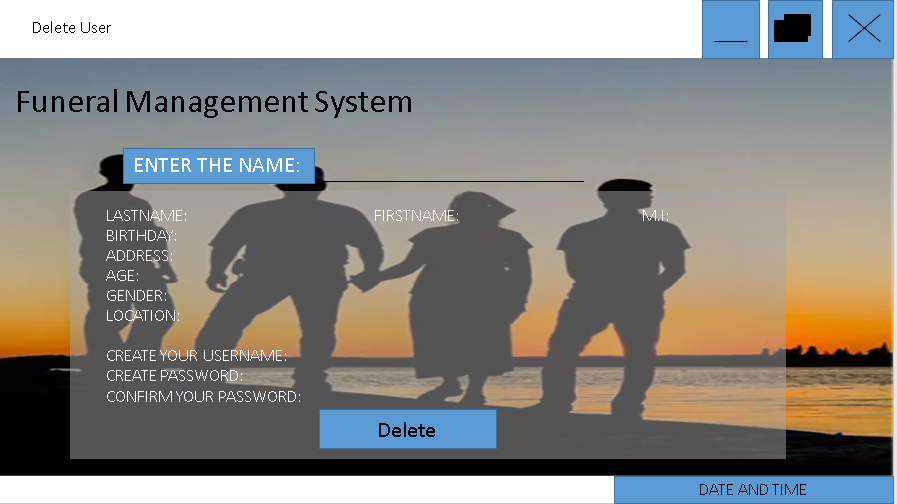 Delete User
Funeral Management System
ENTER THE NAME:
LASTNAME: FIRSTNAME: M.I:
BIRTHDAY:
ADDRESS:
AGE:
GENDER:
LOCATION:
CREATE YOUR USERNAME:
CREATE PASSWORD:
CONFIRM YOUR PASSWORD:
Delete
DATE AND TIME